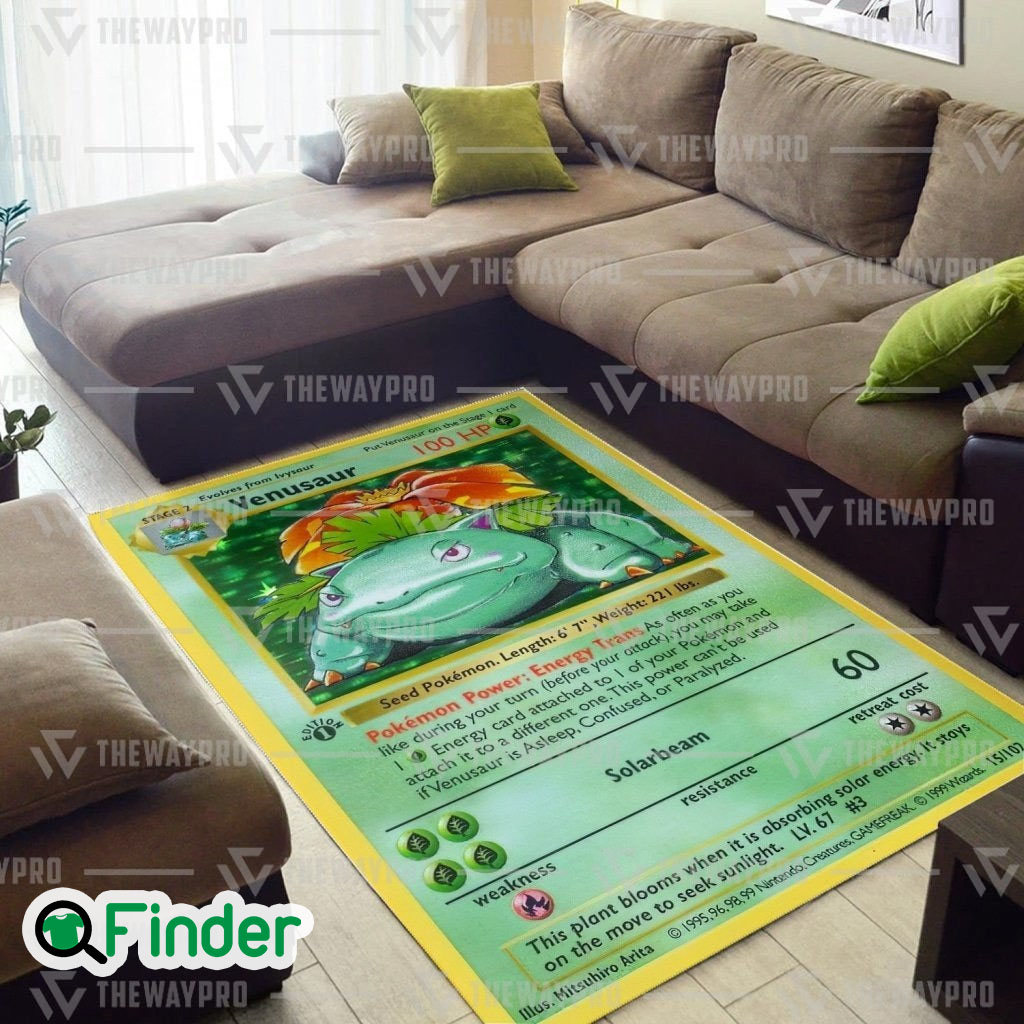 THEWAYPRO
Put Venusaur on the Stage 1 card
Evolves from Ivysaur
Venusaur
100 HP
STAGE 2
Seed Pokémon. Length: 6' 7", Weight: 221 lbs.
EDITION
1
Pokémon Power: Energy Trans As often as you
like during your turn (before your attack), you may take
1 Energy card attached to 1 of your Pokémon and
attach it to a different one. This power can't be used
if Venusaur is Asleep, Confused, or Paralyzed.
Solarbeam
60
weakness
resistance
retreat cost
This plant blooms when it is absorbing solar energy. It stays
on the move to seek sunlight. LV. 67 #3
Illus. Mitsuhiro Arita
© 1995, 96, 98, 99 Nintendo, Creatures, GAMEFREAK. © 1999 Wizards.
15/102
Finder